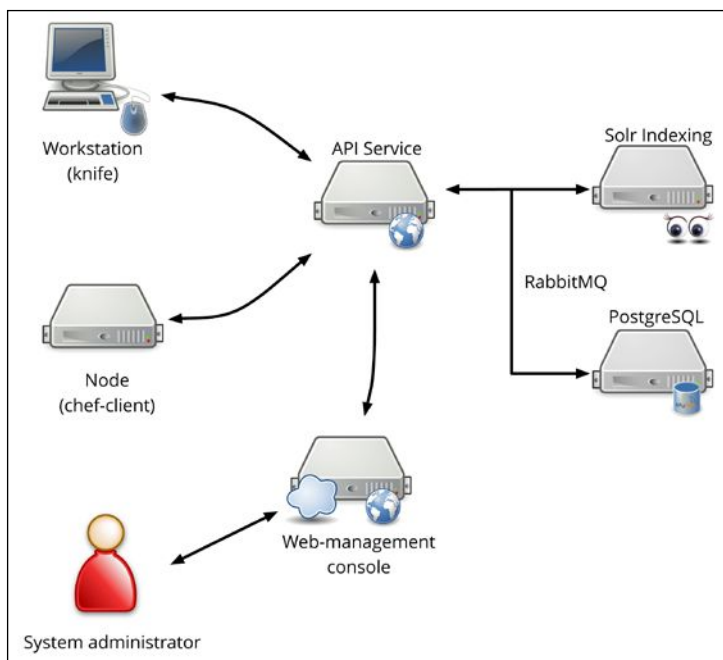 Workstation
(knife)
API Service
Solr Indexing
RabbitMQ
PostgreSQL
Node
(chef-client)
Web-management
console
System administrator